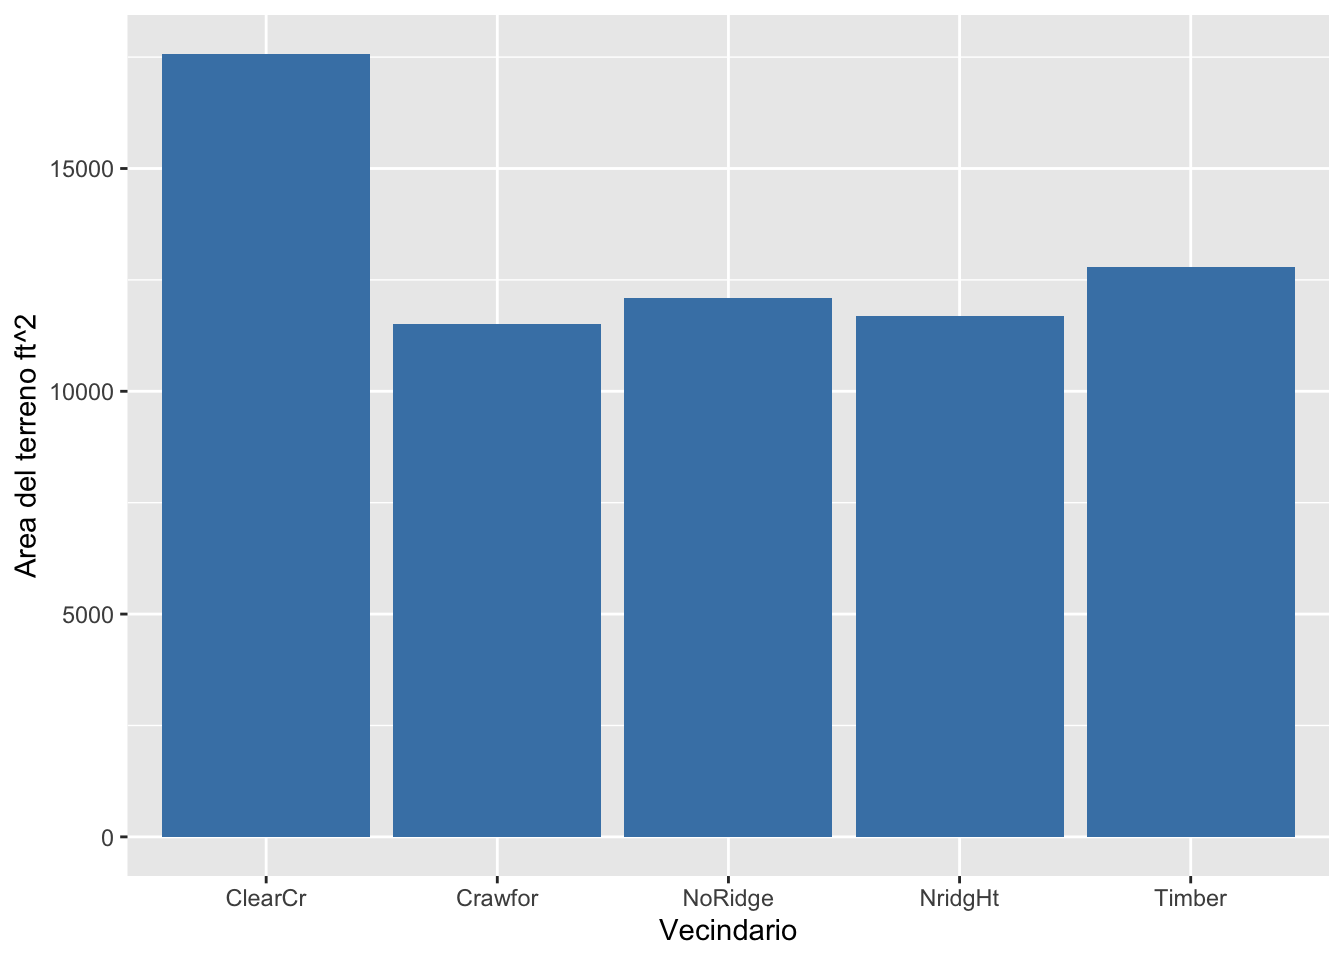 Area del terreno ft^2
15000
10000
5000
0
ClearCr Crawfor NoRidge NridgHt Timber
Vecindario